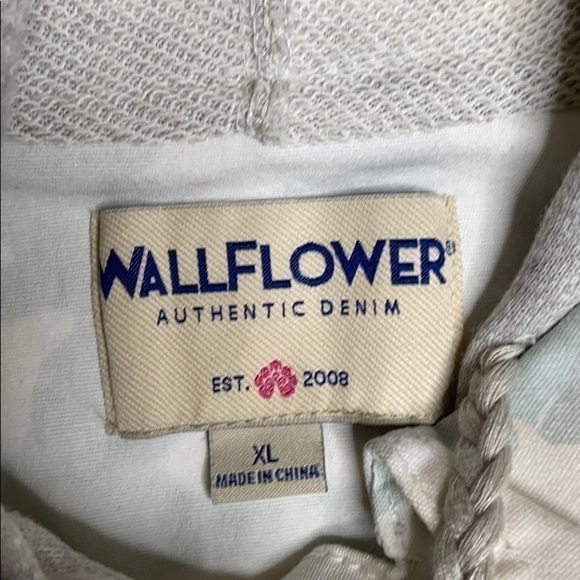 WALLFLOWER®
AUTHENTIC DENIM
EST. 2008
XL
MADE IN CHINA